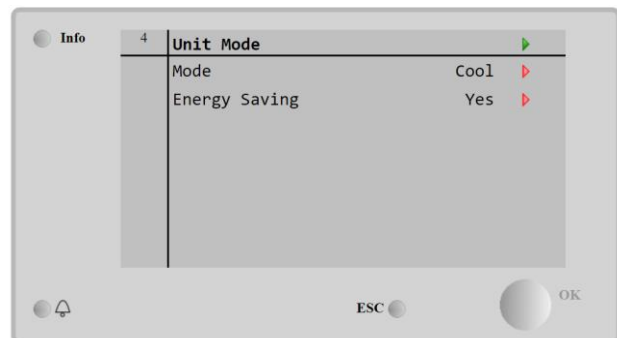 Info
4 Unit Mode
Mode Cool
Energy Saving Yes
ESC
OK